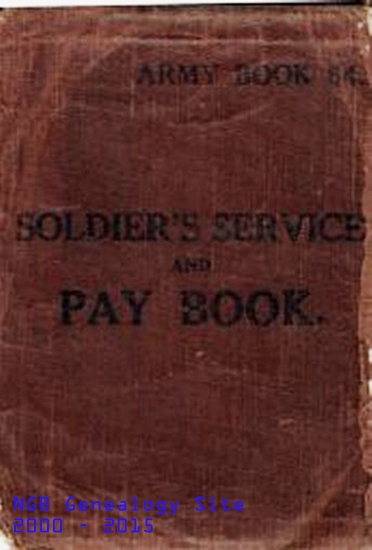 ARMY BOOK 64.
SOLDIER'S SERVICE
AND
PAY BOOK.
NGB Genealogy Site
2000 - 2015